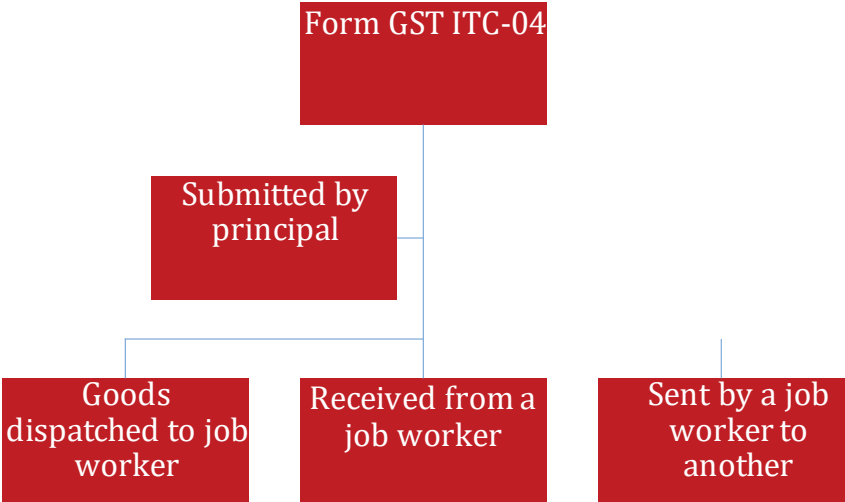 Form GST ITC-04
Submitted by
principal
Goods
dispatched to job
worker
Received from a
job worker
Sent by a job
worker to
another